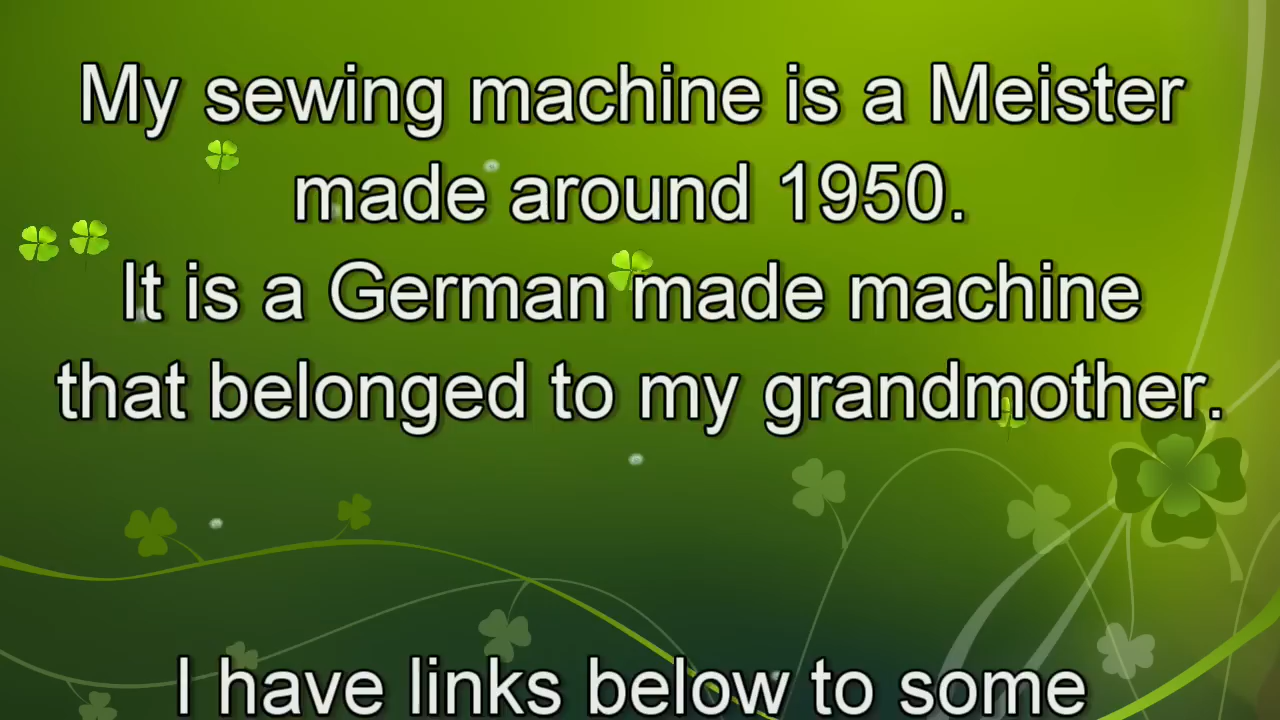 My sewing machine is a Meister
made around 1950.
It is a German made machine
that belonged to my grandmother.
I have links below to some